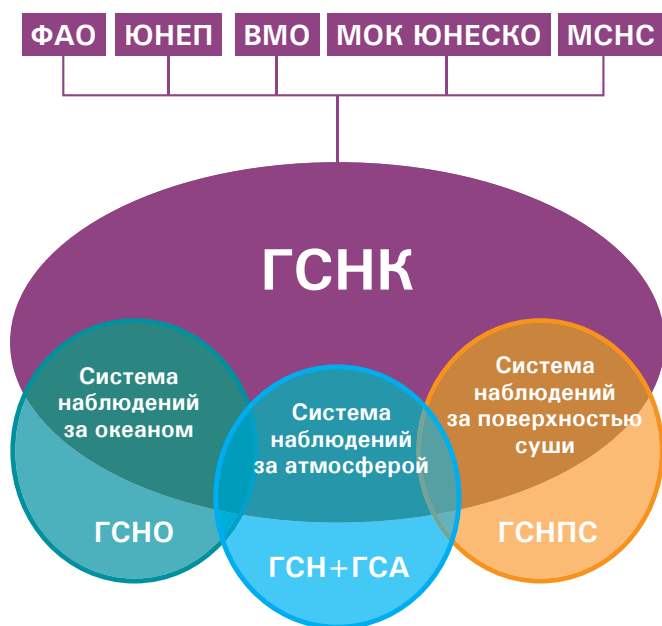 ФАО ЮНЕП ВМО МОК ЮНЕСКО МСНС
ГСНК
Система
наблюдений
за океаном
ГСНО
Система
наблюдений
за атмосферой
ГСН+ГСА
Система
наблюдений
за поверхностью
суши
ГСНПС